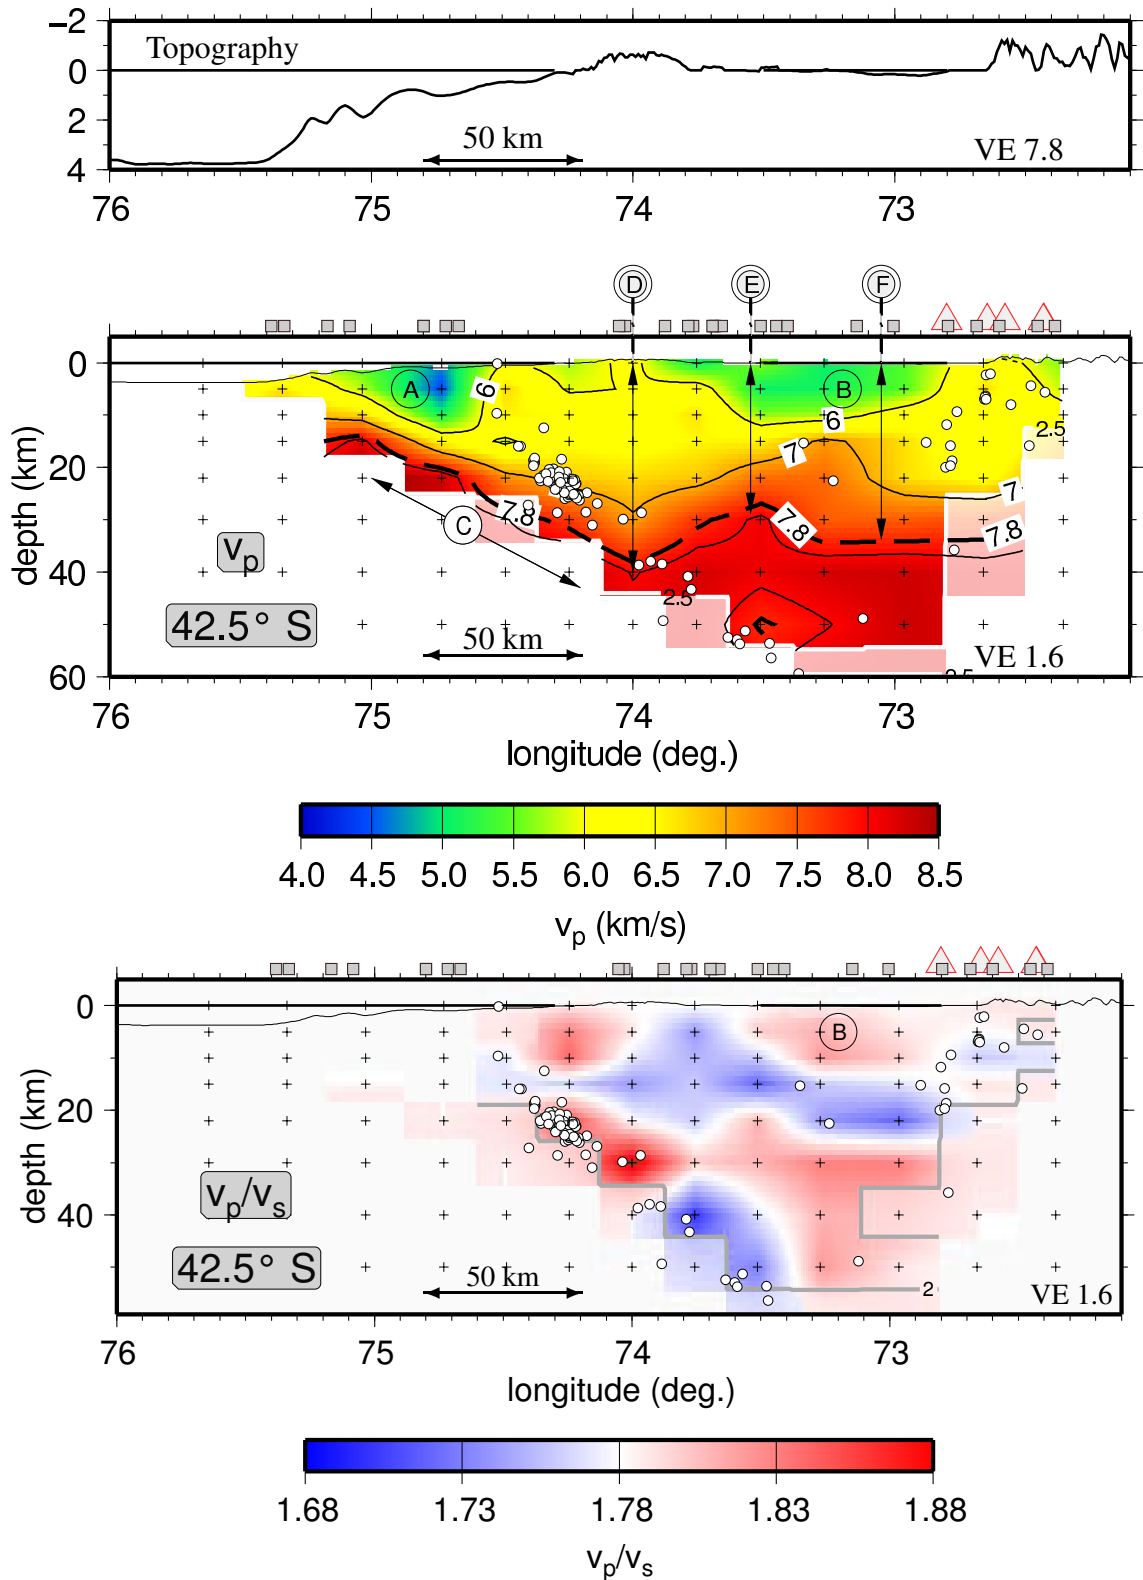 −2
0
2
4
Topography
50 km
VE 7.8
76 75 74 73
D E F
0
20
40
60
depth (km)
A
B
C
6
6
7
7
7.8
7.8
7.8
2.5
2.5
2.5
vp
42.5° S
50 km
VE 1.6
76 75 74 73
longitude (deg.)
4.0 4.5 5.0 5.5 6.0 6.5 7.0 7.5 8.0 8.5
vp (km/s)
0
20
40
depth (km)
B
vp/vs
42.5° S
50 km
2
VE 1.6
76 75 74 73
longitude (deg.)
1.68 1.73 1.78 1.83 1.88
vp/vs